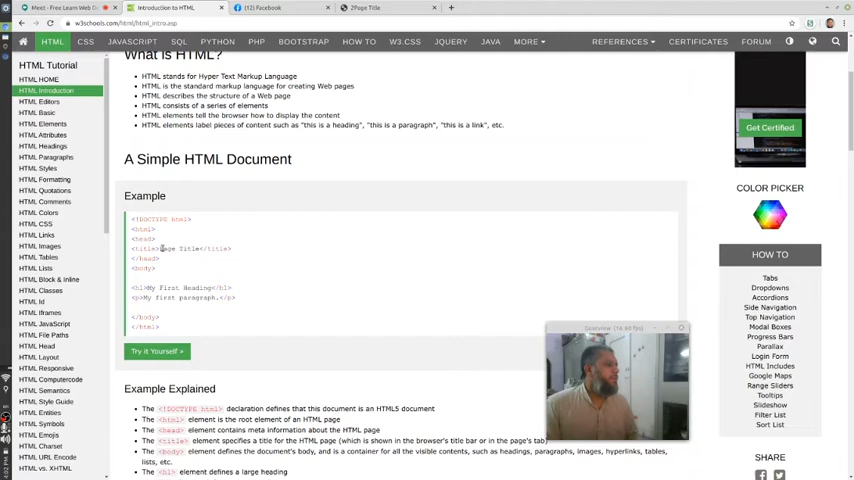 Meet - Free Learn Web D
Introduction to HTML
(2) Facebook
2Page Title
w3schools.com/html/html_intro.asp
HTML CSS JAVASCRIPT SQL PYTHON PHP BOOTSTRAP HOW TO W3.CSS JQUERY JAVA MORE REFERENCES CERTIFICATES FORUM
HTML Tutorial
HTML HOME
HTML Introduction
HTML Editors
HTML Basic
HTML Elements
HTML Attributes
HTML Headings
HTML Paragraphs
HTML Styles
HTML Formatting
HTML Quotations
HTML Comments
HTML Colors
HTML CSS
HTML Links
HTML Images
HTML Tables
HTML Lists
HTML Block & Inline
HTML Classes
HTML Id
HTML Iframes
HTML JavaScript
HTML File Paths
HTML Head
HTML Layout
HTML Responsive
HTML Computercode
HTML Semantics
HTML Style Guide
HTML Entities
HTML Symbols
HTML Emojis
HTML Charset
HTML URL Encode
HTML vs. XHTML
What is HTML?
HTML stands for Hyper Text Markup Language
HTML is the standard markup language for creating Web pages
HTML describes the structure of a Web page
HTML consists of a series of elements
HTML elements tell the browser how to display the content
HTML elements label pieces of content such as "this is a heading", "this is a paragraph", "this is a link", etc.
A Simple HTML Document
Example
<!DOCTYPE html>
<html>
<head>
<title>Page Title</title>
</head>
<body>
<h1>My First Heading</h1>
<p>My first paragraph.</p>
</body>
</html>
Try it Yourself >
Example Explained
The <!DOCTYPE html> declaration defines that this document is an HTML5 document
The <html> element is the root element of an HTML page
The <head> element contains meta information about the HTML page
The <title> element specifies a title for the HTML page (which is shown in the browser's title bar or in the page's tab)
The <body> element defines the document's body, and is a container for all the visible contents, such as headings, paragraphs, images, hyperlinks, tables,
lists, etc.
The <h1> element defines a large heading
Get Certified
COLOR PICKER
HOW TO
Tabs
Dropdowns
Accordions
Side Navigation
Top Navigation
Modal Boxes
Progress Bars
Parallax
Login Form
HTML Includes
Google Maps
Range Sliders
Tooltips
Slideshow
Filter List
Sort List
SHARE
4:02 PM